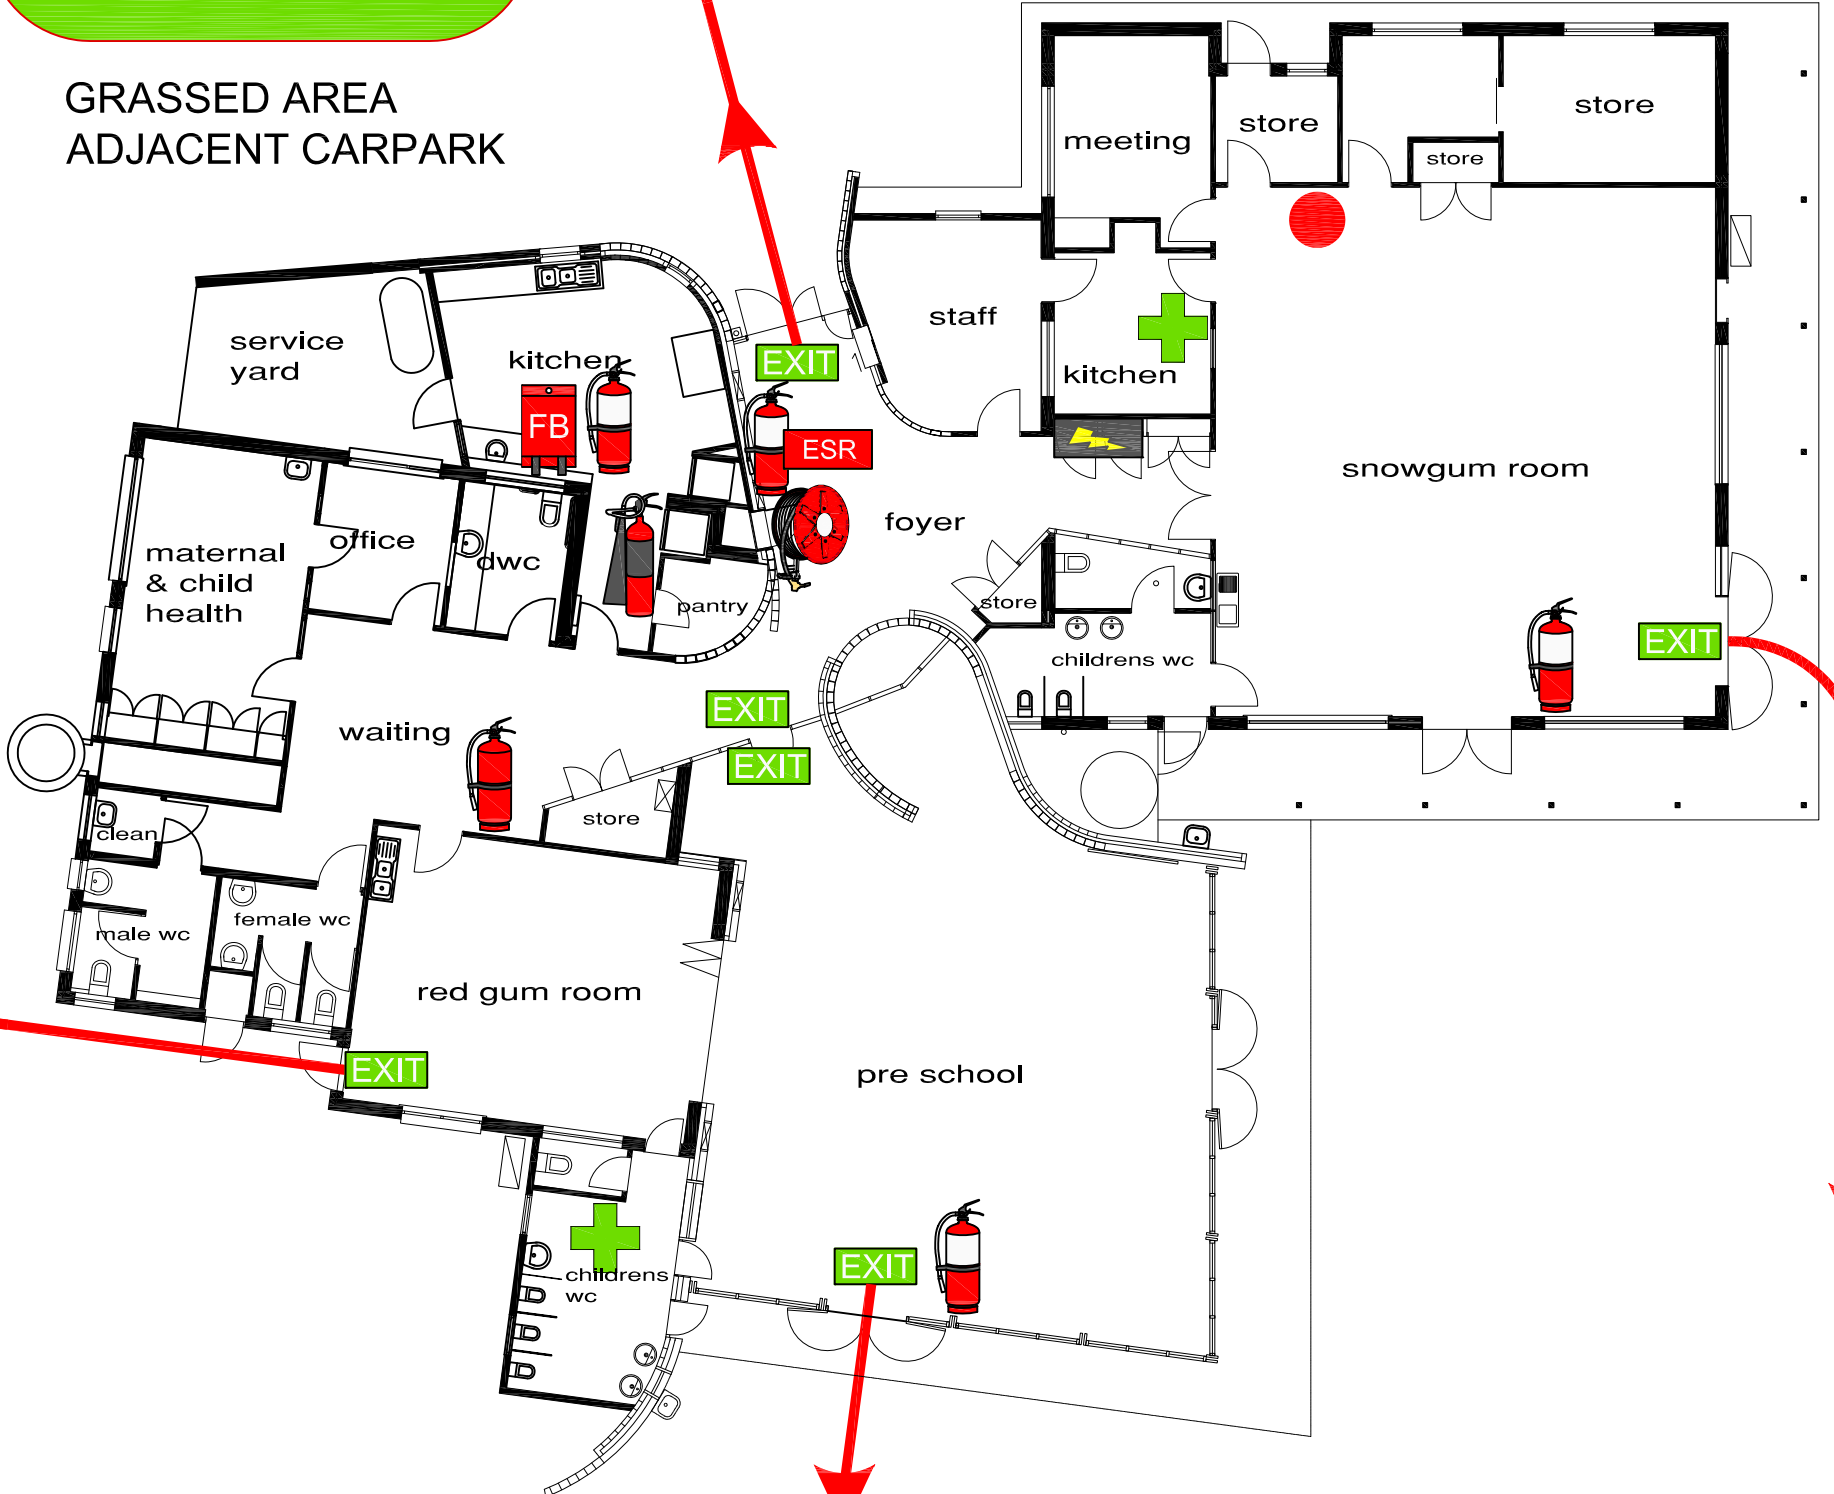 GRASSED AREA
ADJACENT CARPARK
meeting
store
store
store
service
yard
kitchen
EXIT
staff
kitchen
FB
ESR
snowgum room
foyer
maternal
& child
health
office
dwc
pantry
store
childrens wc
EXIT
EXIT
EXIT
waiting
store
clean
male wc
female wc
red gum room
EXIT
pre school
EXIT
childrens
wc